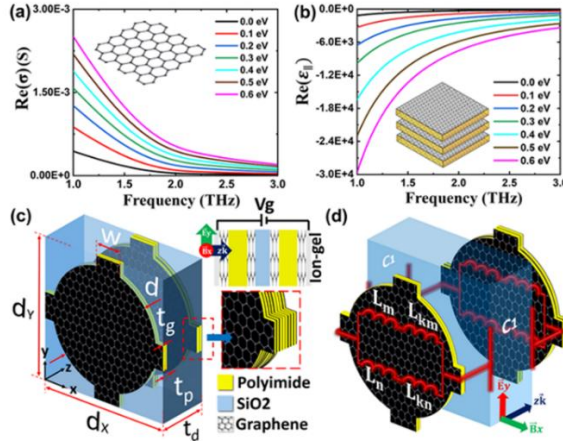 (a)
Re(σ) (S)
1.50E-3
0.00E+0
0.0 eV
0.1 eV
0.2 eV
0.3 eV
0.4 eV
0.5 eV
0.6 eV
1.0 1.5 2.0 2.5 3.0
Frequency (THz)
(b)
Re(ε||)
0.0E+0
-6.0E+3
-1.2E+4
-1.8E+4
-2.4E+4
-3.0E+4
0.0 eV
0.1 eV
0.2 eV
0.3 eV
0.4 eV
0.5 eV
0.6 eV
1.0 1.5 2.0 2.5 3.0
Frequency (THz)
(c)
W
d
dY
tg
tp
dX
td
y
z
x
Vg
Ey
Bx
zk
Ion-gel
Polyimide
SiO2
Graphene
(d)
C1
C1
Lm
Lkm
Ln
Lkn
Ey
zk
Bx